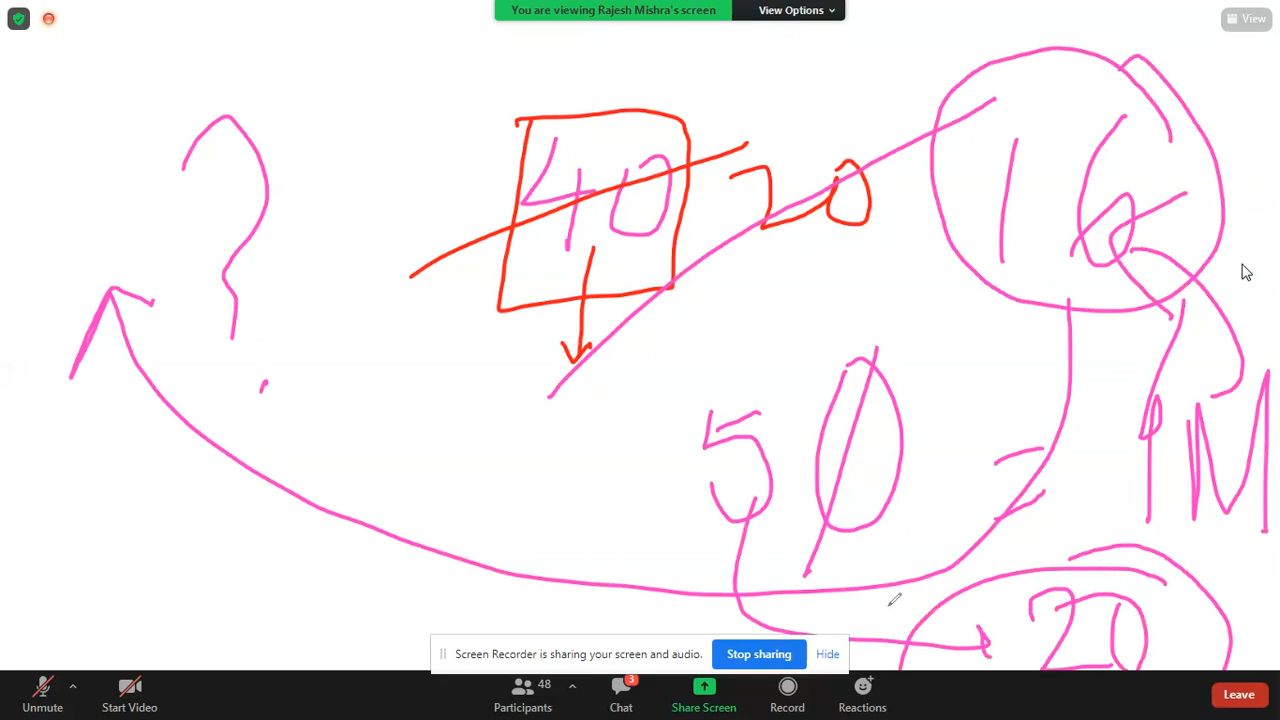 You are viewing Rajesh Mishra's screen View Options
View
?
40 20
16
50 = 1M
20
Screen Recorder is sharing your screen and audio. Stop sharing Hide
48 3
Unmute Start Video Participants Chat Share Screen Record Reactions Leave